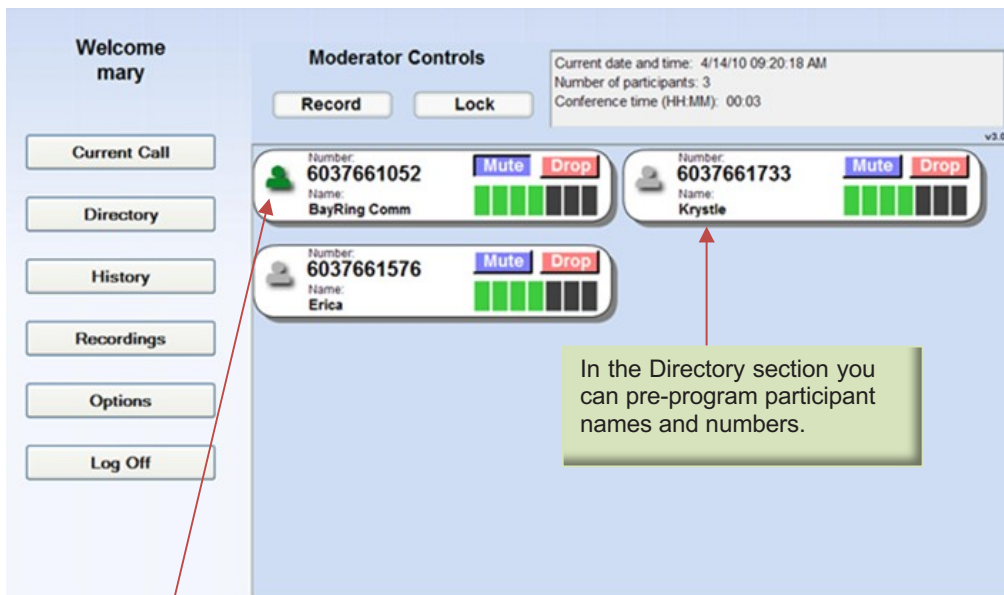 Welcome
mary
Current Call
Directory
History
Recordings
Options
Log Off
Moderator Controls
Record Lock
Current date and time: 4/14/10 09:20:18 AM
Number of participants: 3
Conference time (HH:MM): 00:03
Number:
6037661052
Name:
BayRing Comm
Mute Drop
Number:
6037661733
Name:
Krystle
Mute Drop
Number:
6037661576
Name:
Erica
Mute Drop
In the Directory section you
can pre-program participant
names and numbers.